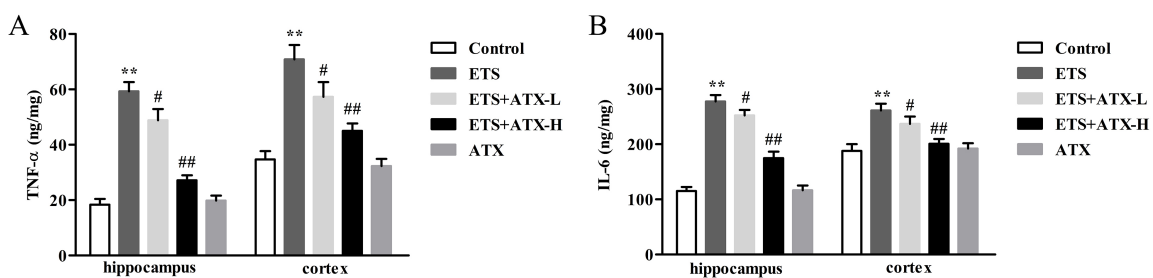 A
TNF-α (ng/mg)
80
60
40
20
0
**
#
##
**
#
##
hippocampus
cortex
Control
ETS
ETS+ATX-L
ETS+ATX-H
ATX
B
IL-6 (ng/mg)
400
300
200
100
0
**
#
##
**
#
##
hippocampus
cortex
Control
ETS
ETS+ATX-L
ETS+ATX-H
ATX